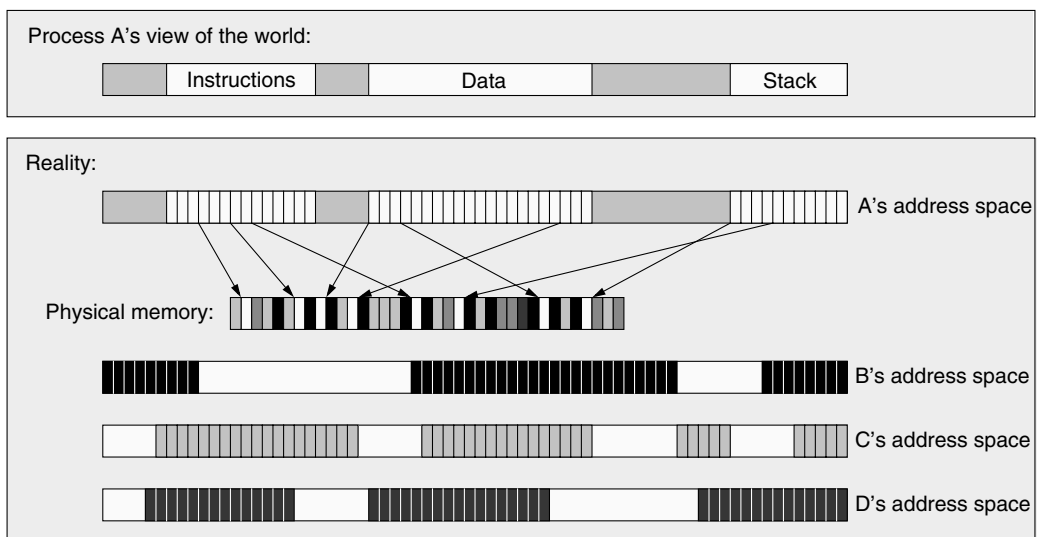 Process A's view of the world:
Instructions Data Stack
Reality:
A's address space
Physical memory:
B's address space
C's address space
D's address space